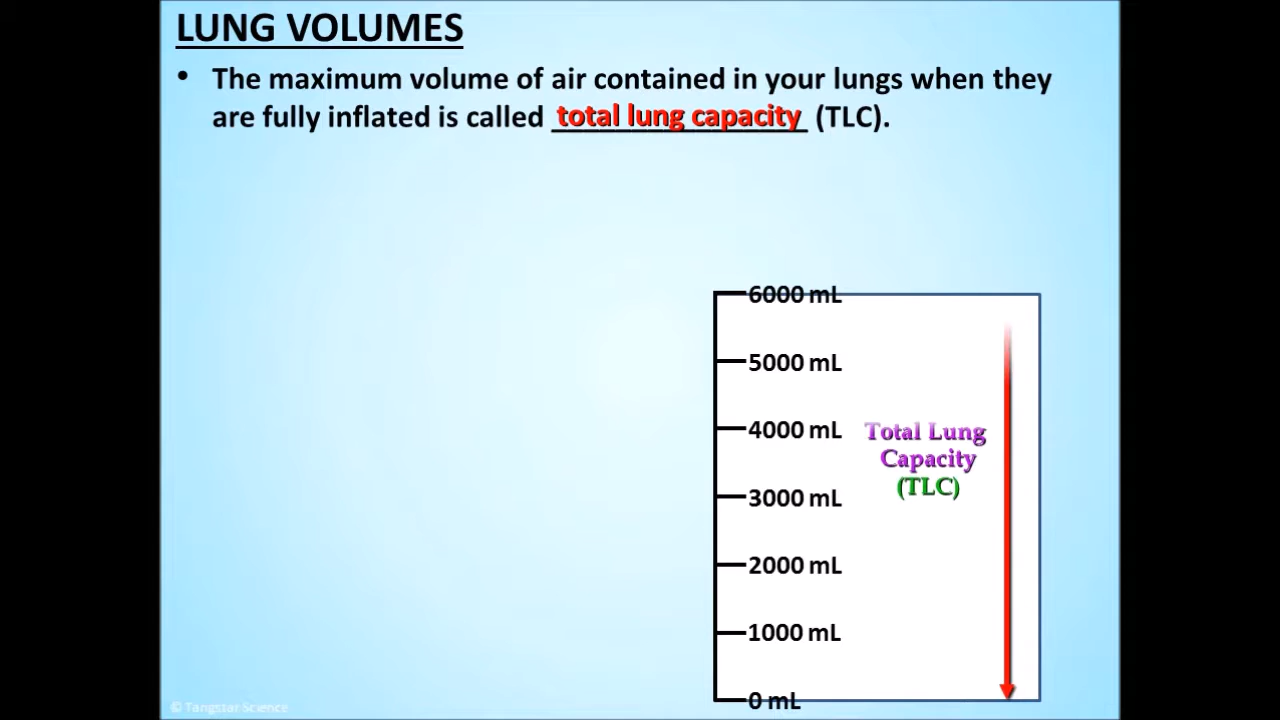 LUNG VOLUMES
• The maximum volume of air contained in your lungs when they
are fully inflated is called total lung capacity (TLC).
6000 mL
5000 mL
4000 mL
Total Lung
Capacity
(TLC)
3000 mL
2000 mL
1000 mL
0 mL
© Tangstar Science